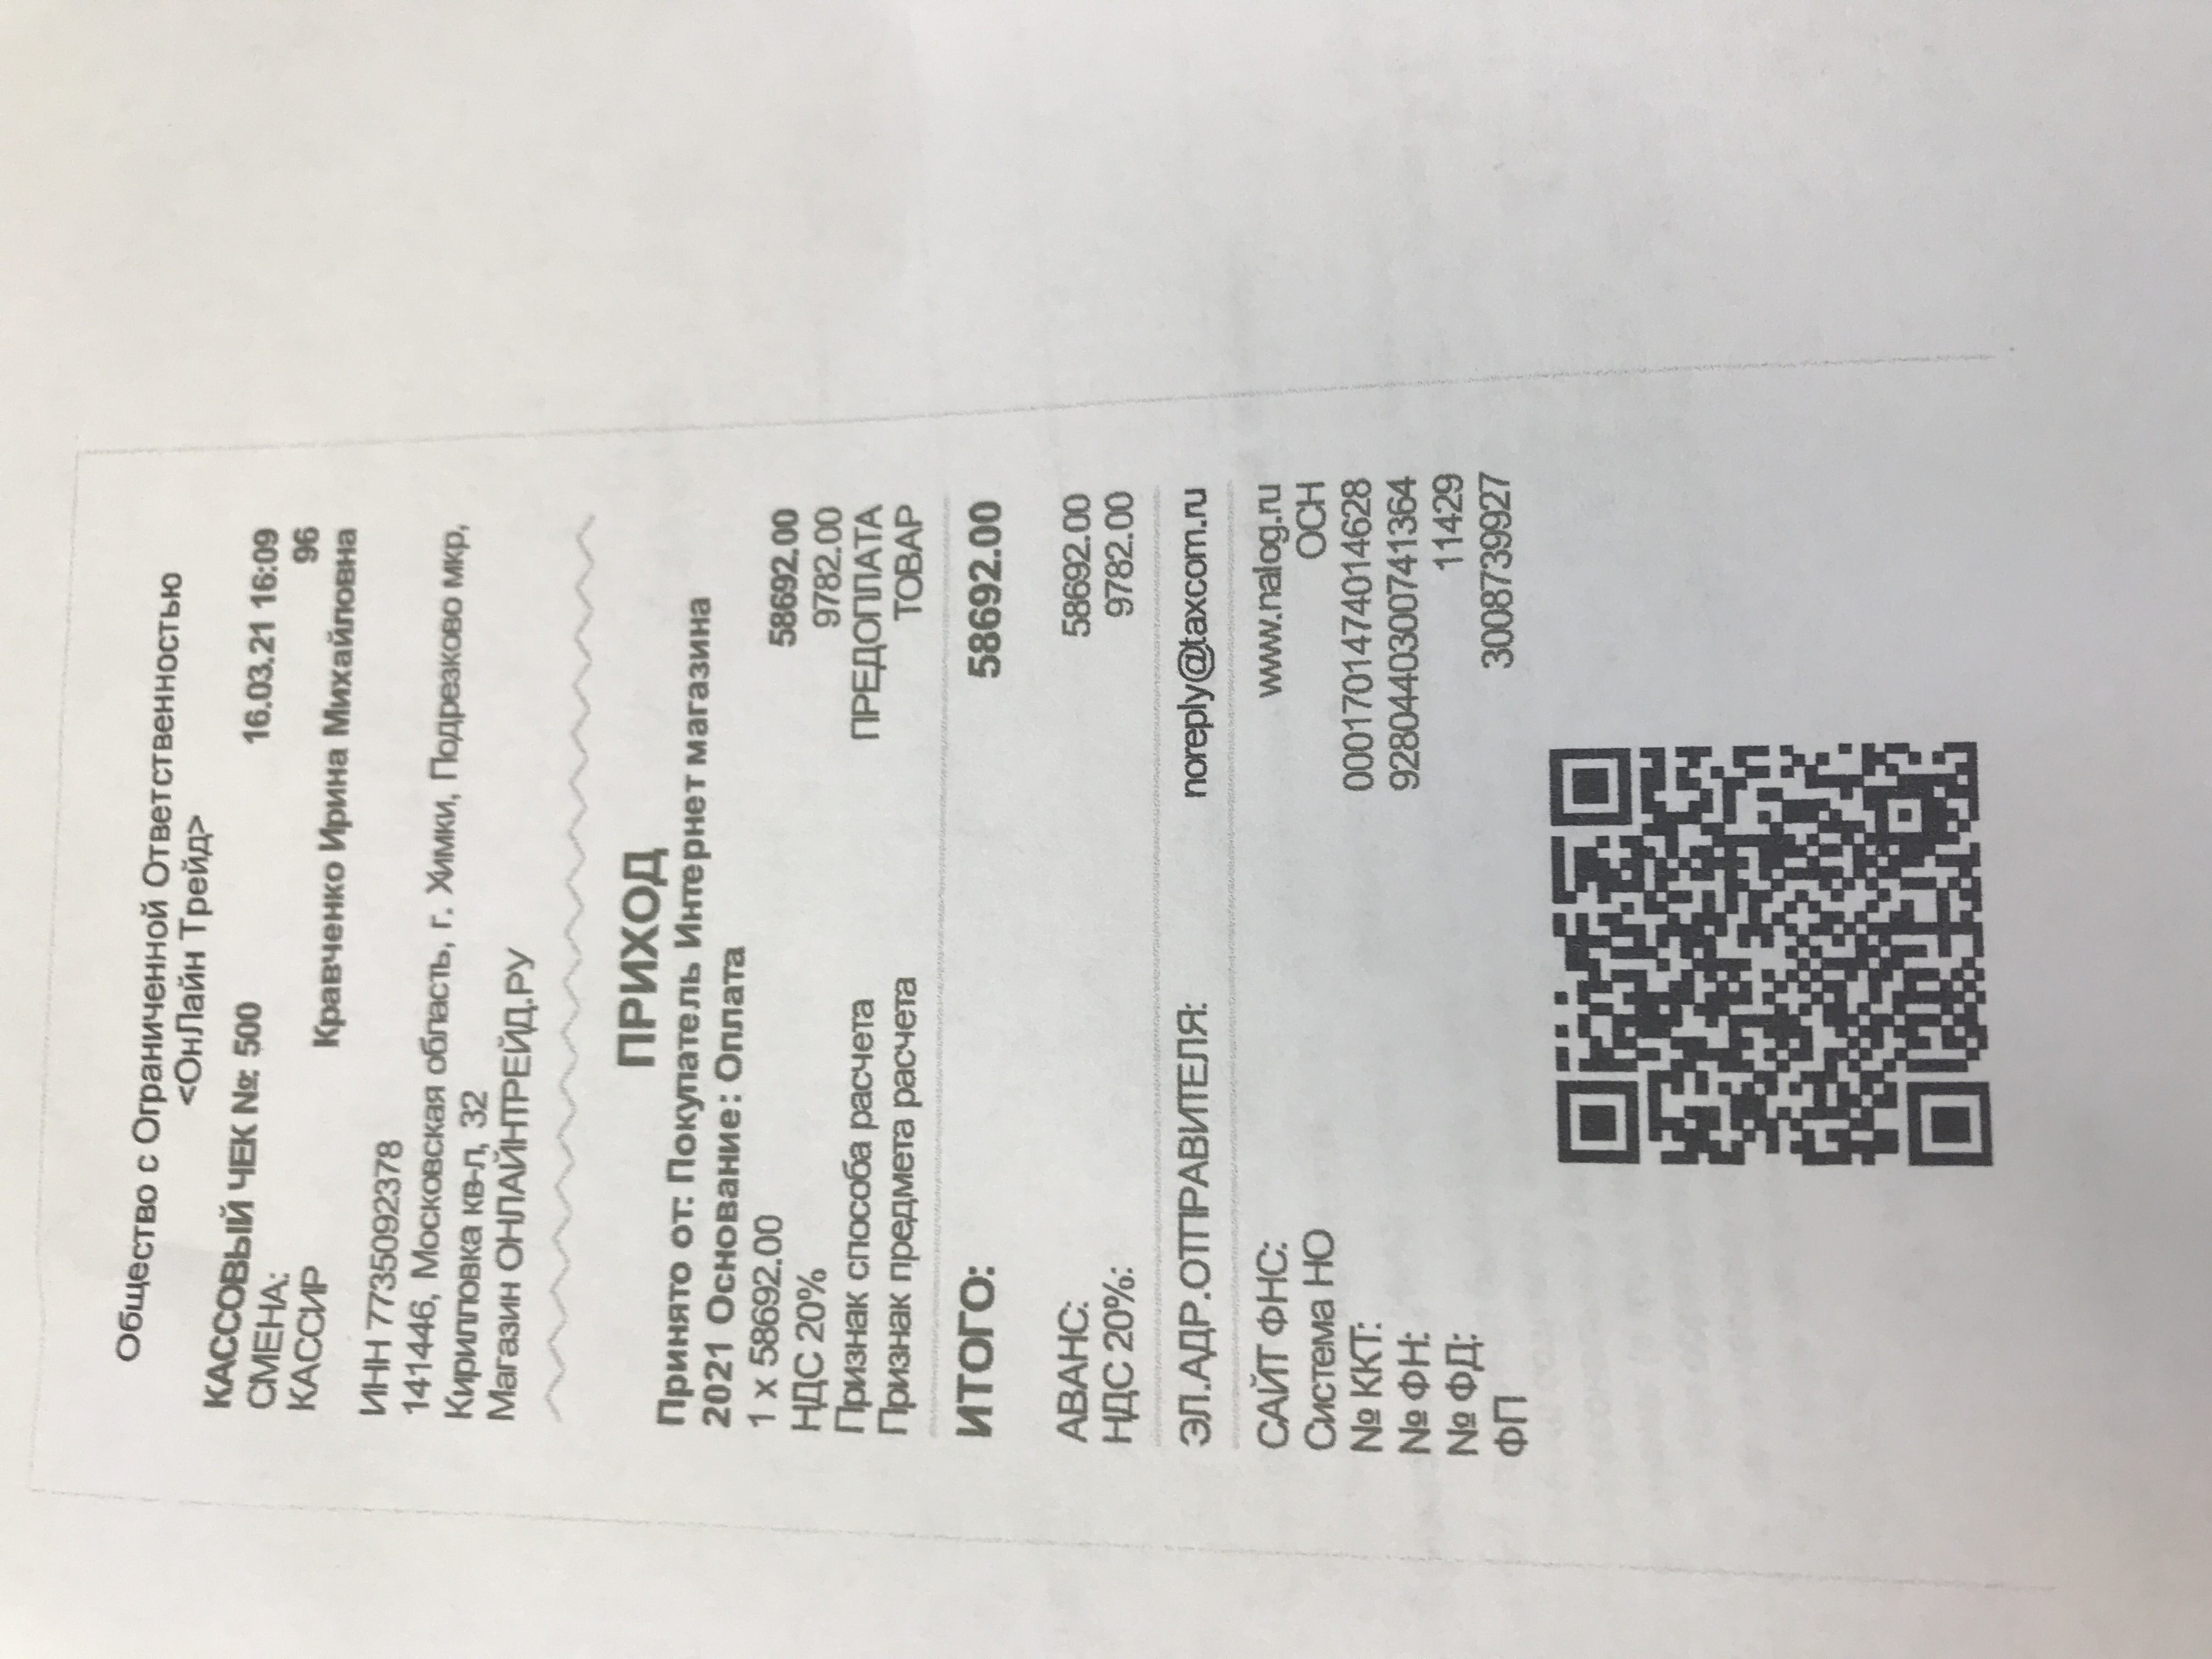 Общество с Ограниченной Ответственностью
<ОнЛайн Трейд>
КАССОВЫЙ ЧЕК №: 500 16.03.21 16:09
СМЕНА: 96
КАССИР Кравченко Ирина Михайловна
ИНН 7735092378
141446, Московская область, г. Химки, Подрезково мкр,
Кирилловка кв-л, 32
Магазин ОНЛАЙНТРЕЙД.РУ
ПРИХОД
Принято от: Покупатель Интернет магазина
2021 Основание: Оплата
1 x 58692.00 58692.00
НДС 20% 9782.00
Признак способа расчета ПРЕДОПЛАТА
Признак предмета расчета ТОВАР
ИТОГО: 58692.00
АВАНС: 58692.00
НДС 20%: 9782.00
ЭЛ.АДР.ОТПРАВИТЕЛЯ: noreply@taxcom.ru
САЙТ ФНС: www.nalog.ru
Система НО ОСН
№ ККТ: 0001701474014628
№ ФН: 9280440300741364
№ ФД: 11429
ФП 3008739927